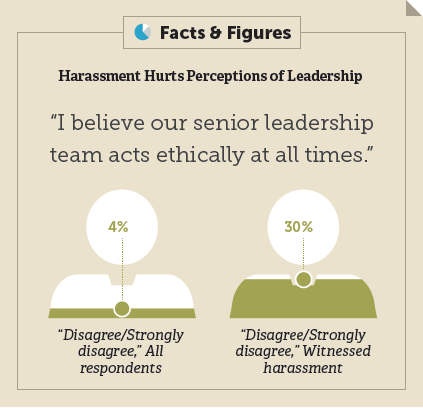 Facts & Figures
Harassment Hurts Perceptions of Leadership
“I believe our senior leadership
team acts ethically at all times.”
4%
30%
“Disagree/Strongly
disagree,” All
respondents
“Disagree/Strongly
disagree,” Witnessed
harassment